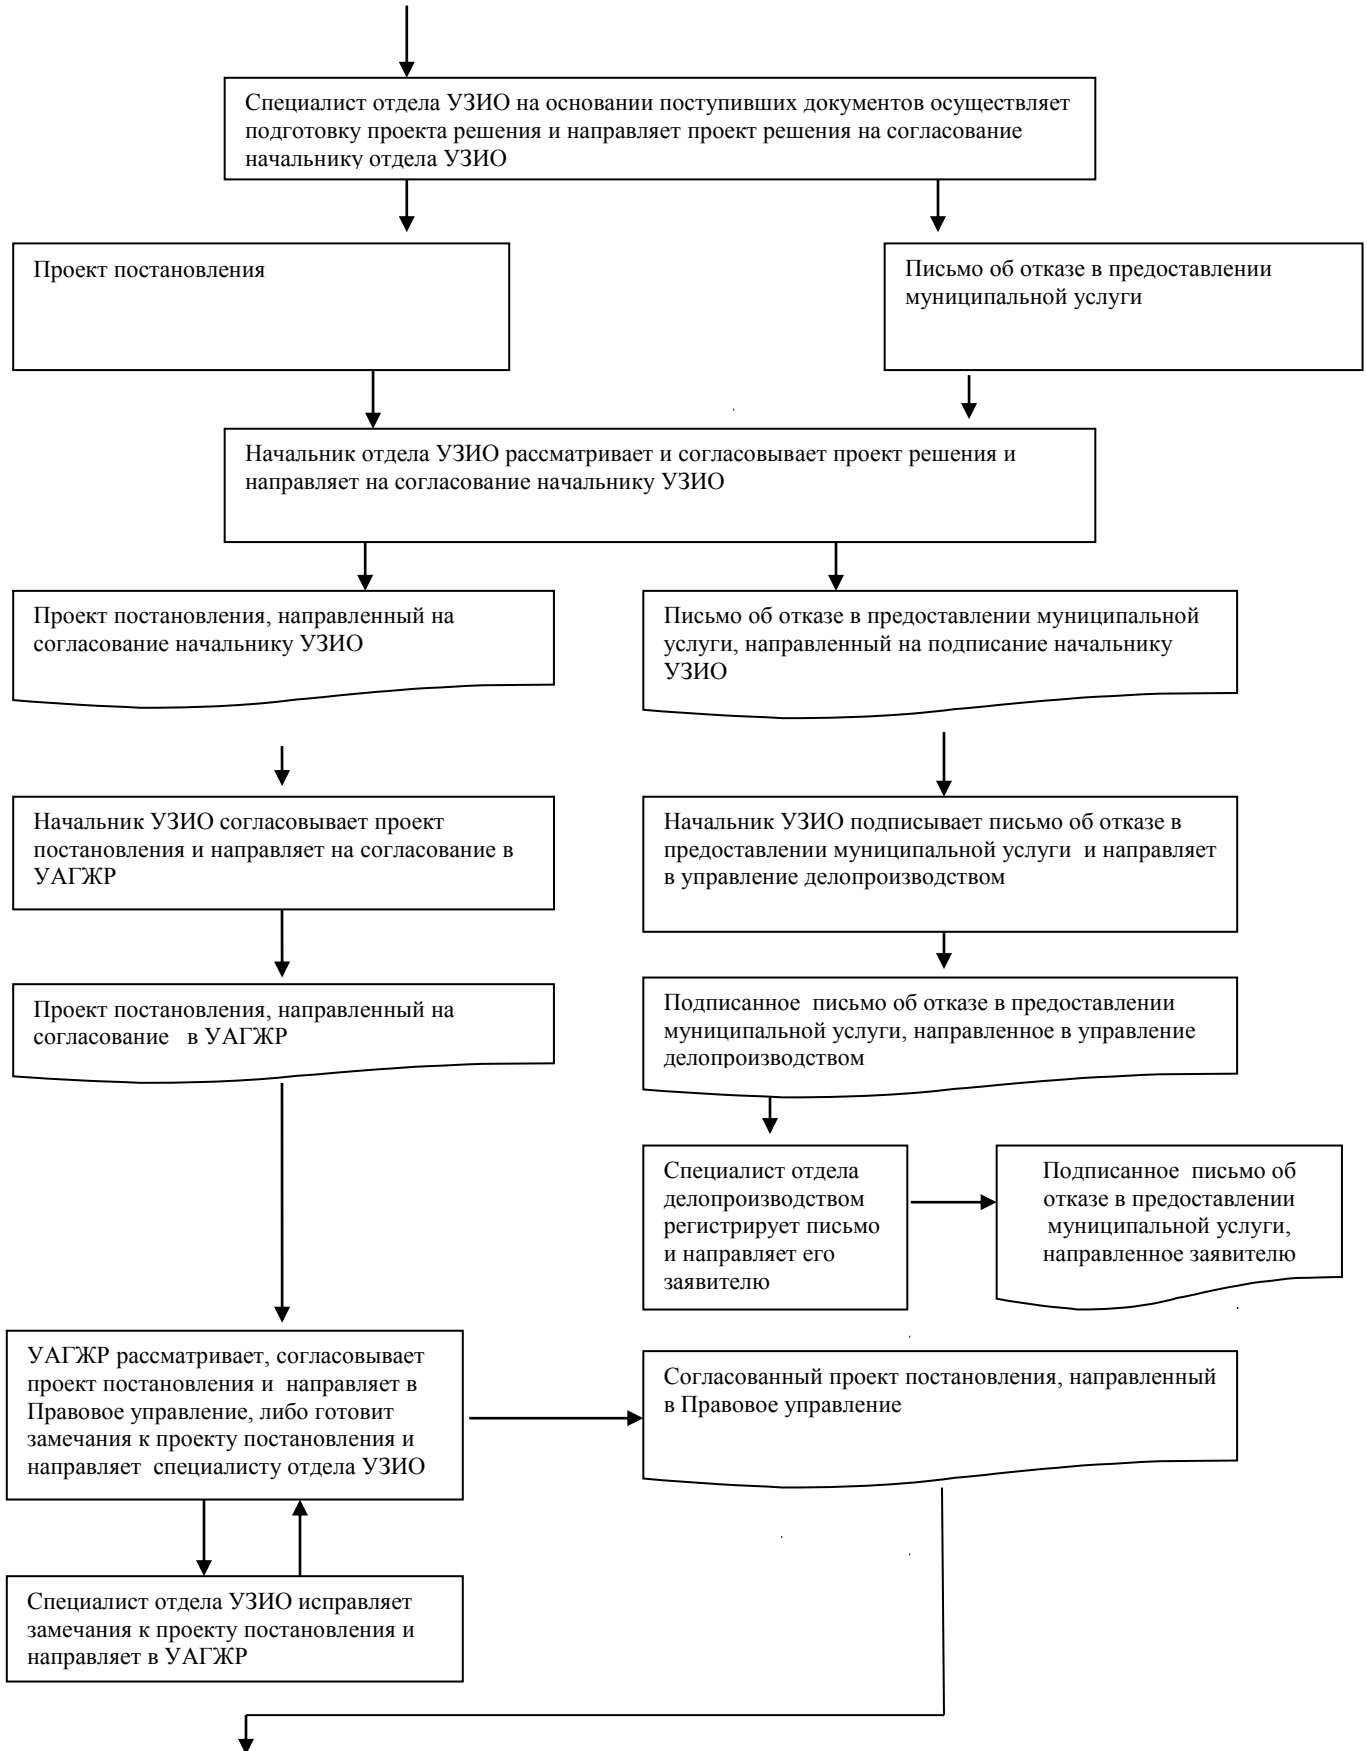 Специалист отдела УЗИО на основании поступивших документов осуществляет
подготовку проекта решения и направляет проект решения на согласование
начальнику отдела УЗИО
Проект постановления
Письмо об отказе в предоставлении
муниципальной услуги
Начальник отдела УЗИО рассматривает и согласовывает проект решения и
направляет на согласование начальнику УЗИО
Проект постановления, направленный на
согласование начальнику УЗИО
Письмо об отказе в предоставлении муниципальной
услуги, направленный на подписание начальнику
УЗИО
Начальник УЗИО согласовывает проект
постановления и направляет на согласование в
УАГЖР
Начальник УЗИО подписывает письмо об отказе в
предоставлении муниципальной услуги и направляет
в управление делопроизводством
Проект постановления, направленный на
согласование в УАГЖР
Подписанное письмо об отказе в предоставлении
муниципальной услуги, направленное в управление
делопроизводством
Специалист отдела
делопроизводством
регистрирует письмо
и направляет его
заявителю
Подписанное письмо об
отказе в предоставлении
муниципальной услуги,
направленное заявителю
УАГЖР рассматривает, согласовывает
проект постановления и направляет в
Правовое управление, либо готовит
замечания к проекту постановления и
направляет специалисту отдела УЗИО
Согласованный проект постановления, направленный
в Правовое управление
Специалист отдела УЗИО исправляет
замечания к проекту постановления и
направляет в УАГЖР